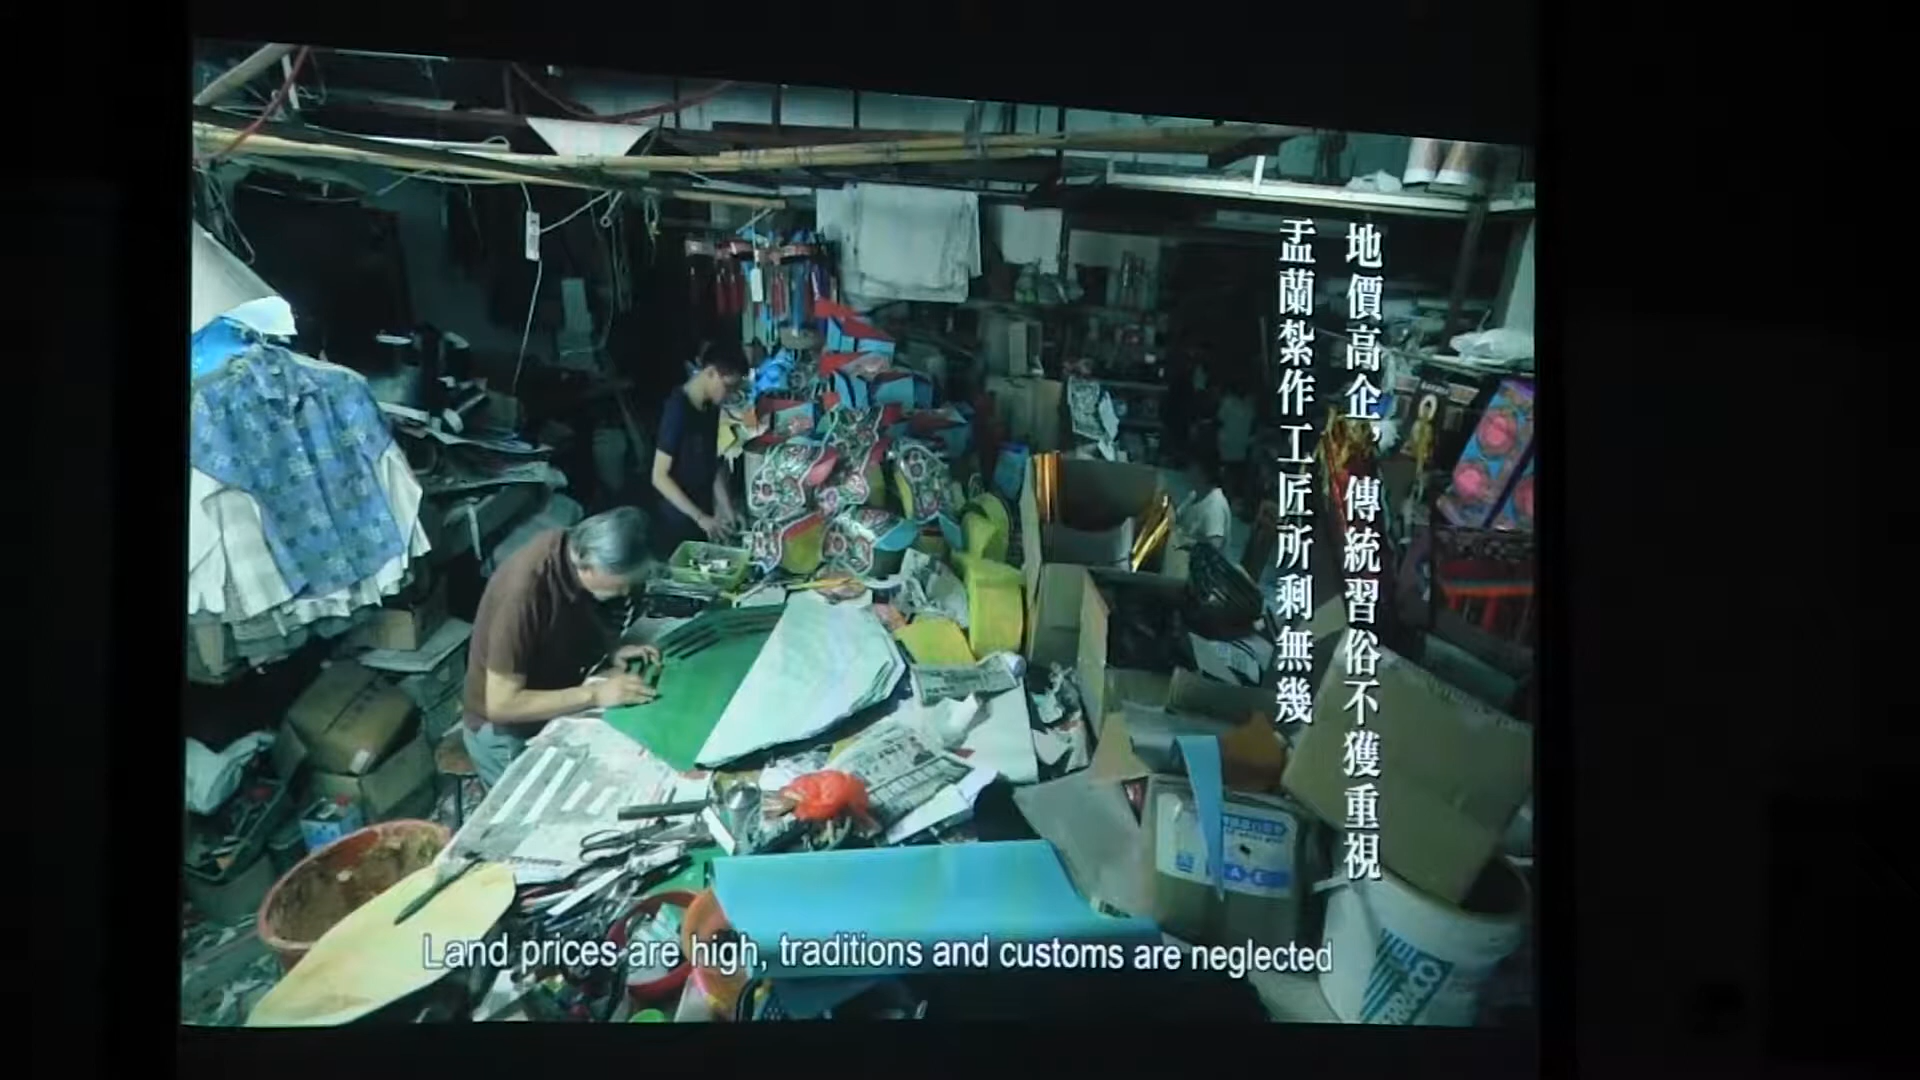 地價高企，傳統習俗不獲重視
盂蘭紮作工匠所剩無幾
Land prices are high, traditions and customs are neglected